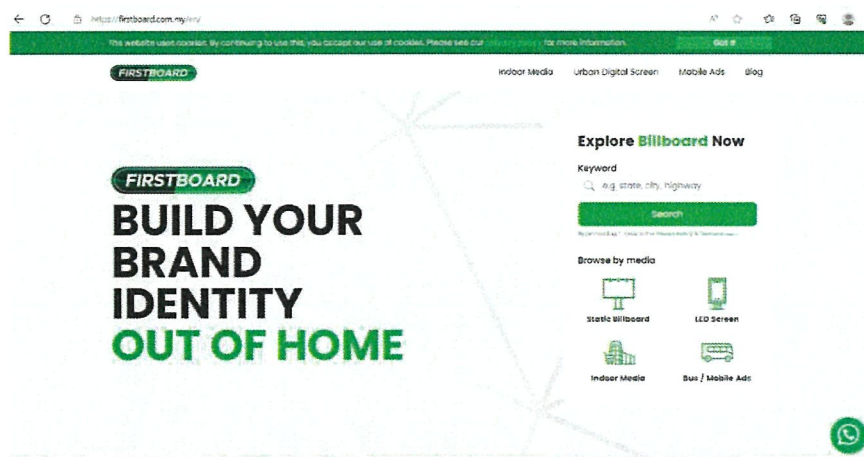 https://firstboard.com.my/en/
This website uses cookies. By continuing to use this, you accept our use of cookies. Please see our privacy policy for more information. Got it
FIRSTBOARD
Indoor Media Urban Digital Screen Mobile Ads Blog
FIRSTBOARD
BUILD YOUR
BRAND
IDENTITY
OUT OF HOME
Explore Billboard Now
Keyword
e.g. state, city, highway
Search
Browse by media
Static Billboard LED Screen
Indoor Media Bus / Mobile Ads